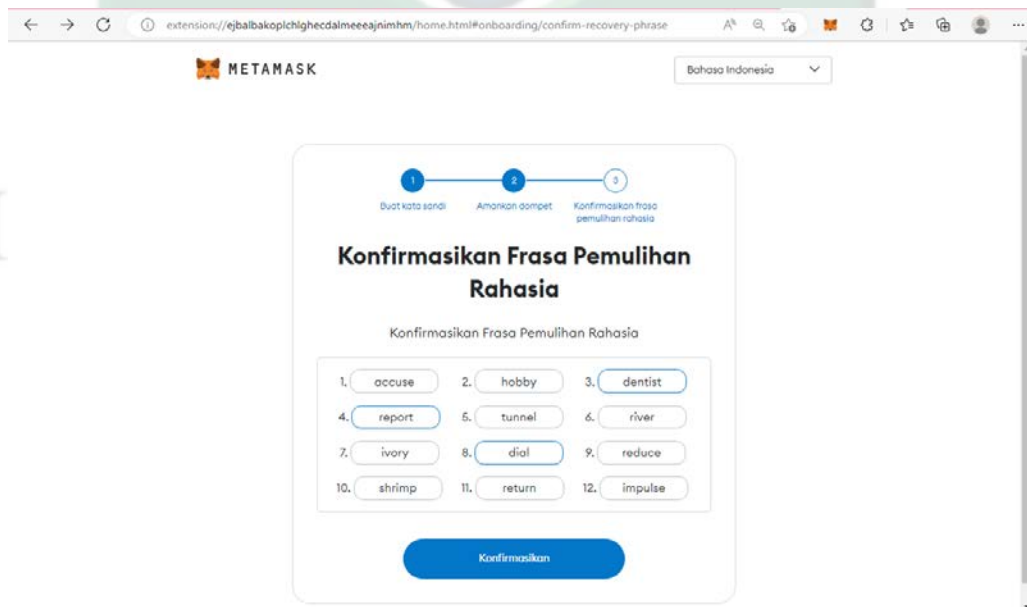 extension://ejbalbakoplchlghecdalmeeeajnimhm/home.html#onboarding/confirm-recovery-phrase
METAMASK
Bahasa Indonesia
1 2 3
Buat kata sandi Amankan dompet Konfirmasikan frasa
pemulihan rahasia
Konfirmasikan Frasa Pemulihan
Rahasia
Konfirmasikan Frasa Pemulihan Rahasia
1. accuse 2. hobby 3. dentist
4. report 5. tunnel 6. river
7. ivory 8. dial 9. reduce
10. shrimp 11. return 12. impulse
Konfirmasikan